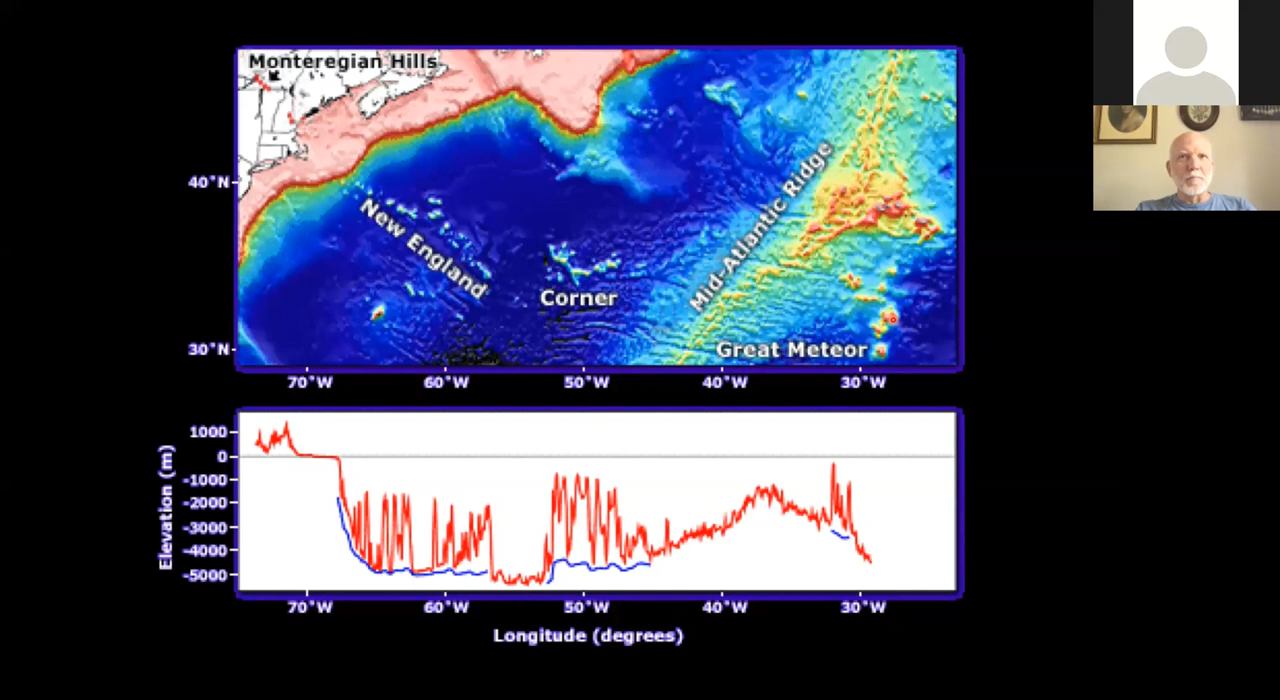 Monteregian Hills
40°N
New England
Mid-Atlantic Ridge
Corner
30°N
Great Meteor
70°W 60°W 50°W 40°W 30°W
Elevation (m)
1000
0
-1000
-2000
-3000
-4000
-5000
70°W 60°W 50°W 40°W 30°W
Longitude (degrees)